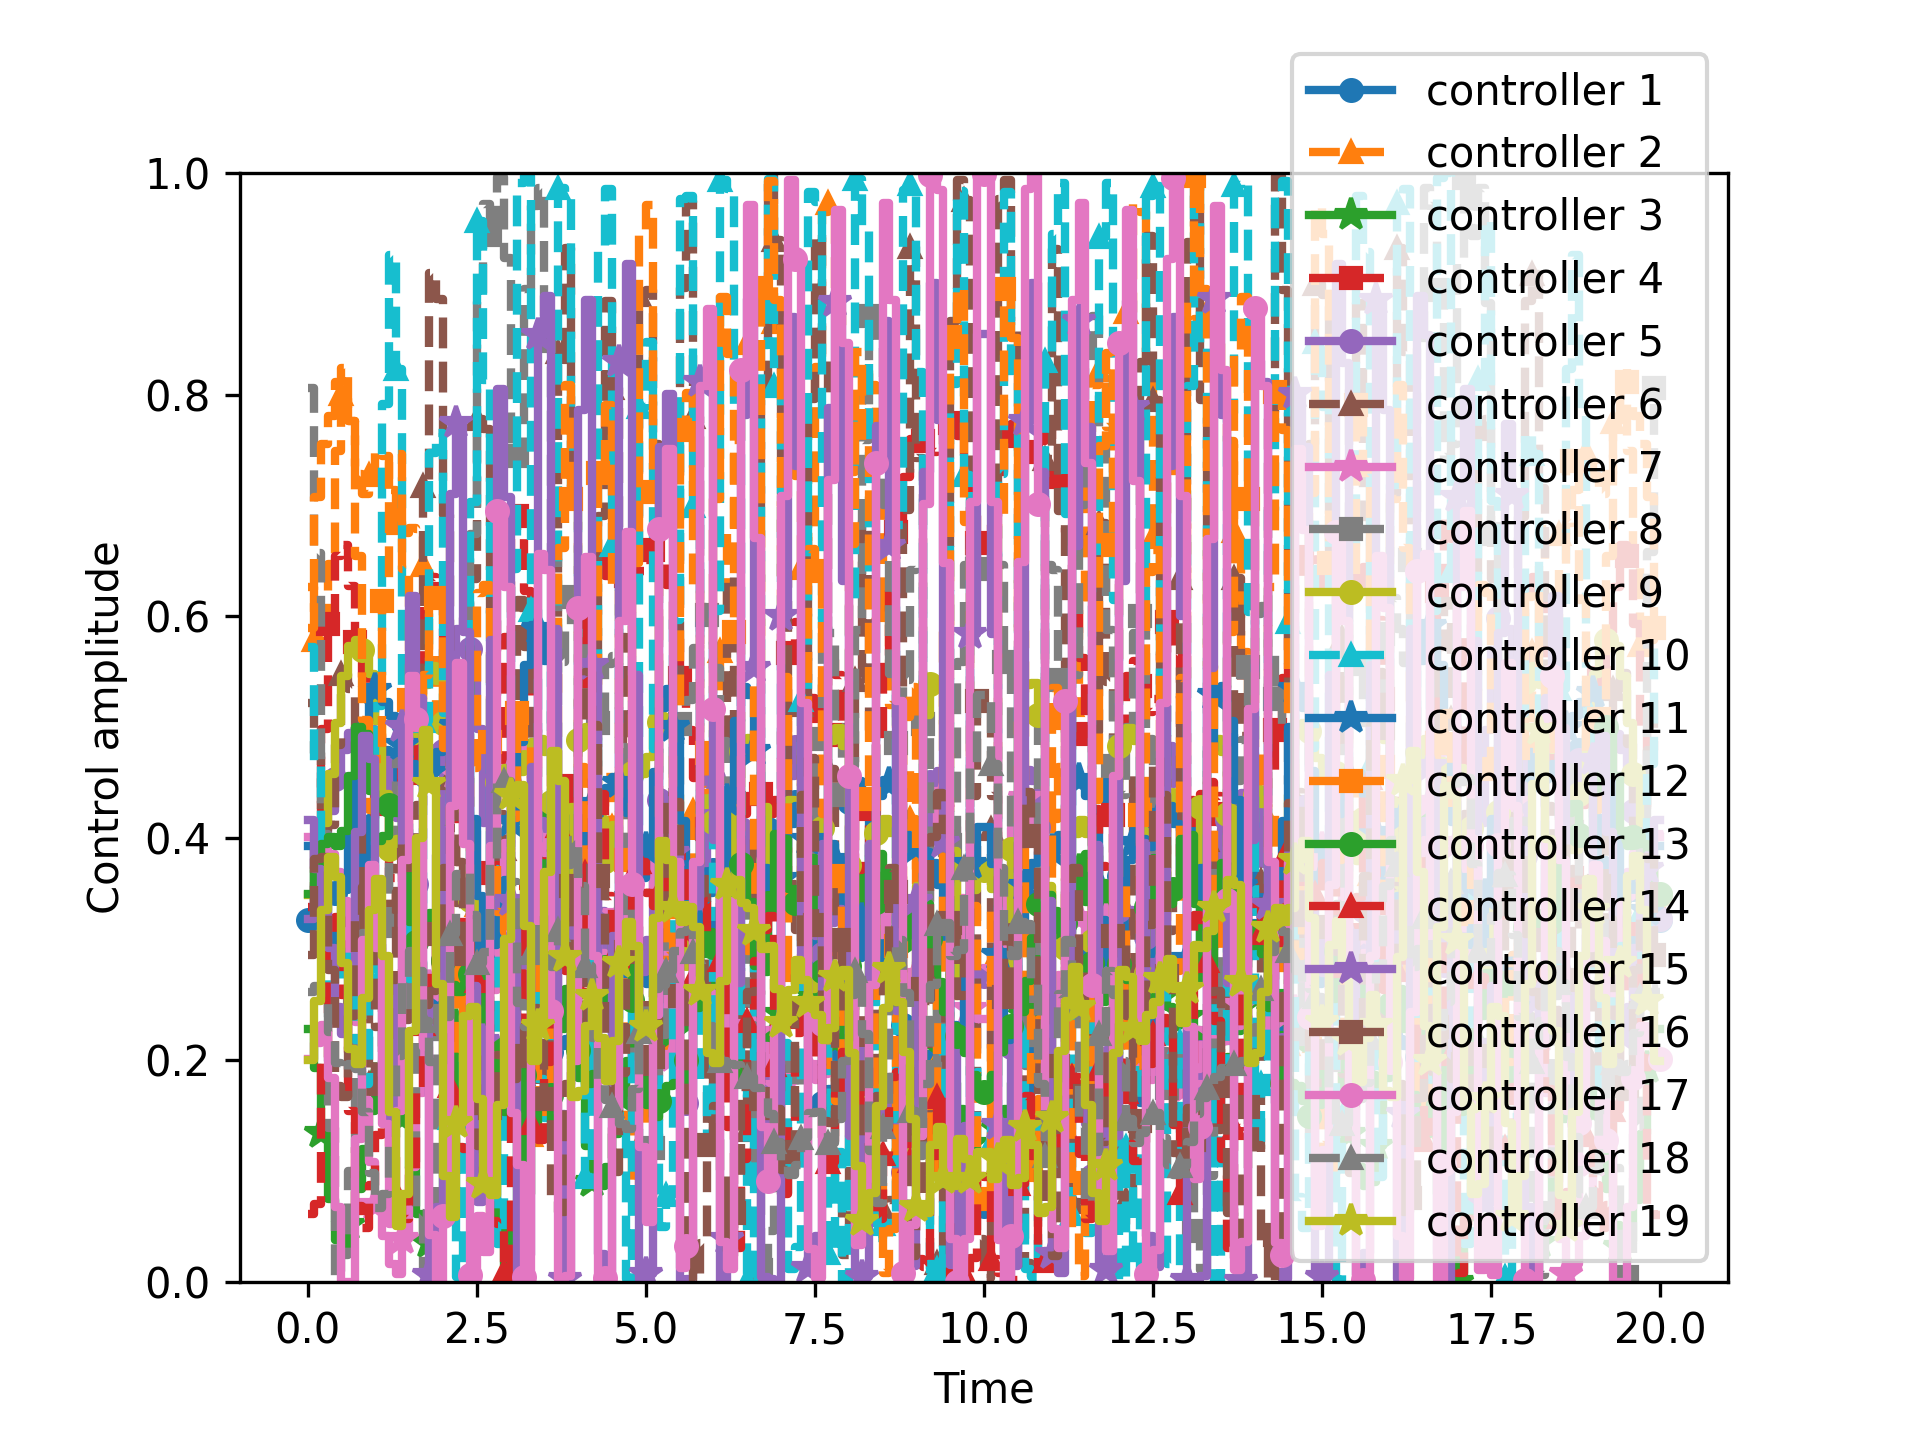 controller 1
controller 2
controller 3
controller 4
controller 5
controller 6
controller 7
controller 8
controller 9
controller 10
controller 11
controller 12
controller 13
controller 14
controller 15
controller 16
controller 17
controller 18
controller 19
1.0
0.8
0.6
0.4
0.2
0.0
Control amplitude
0.0 2.5 5.0 7.5 10.0 12.5 15.0 17.5 20.0
Time